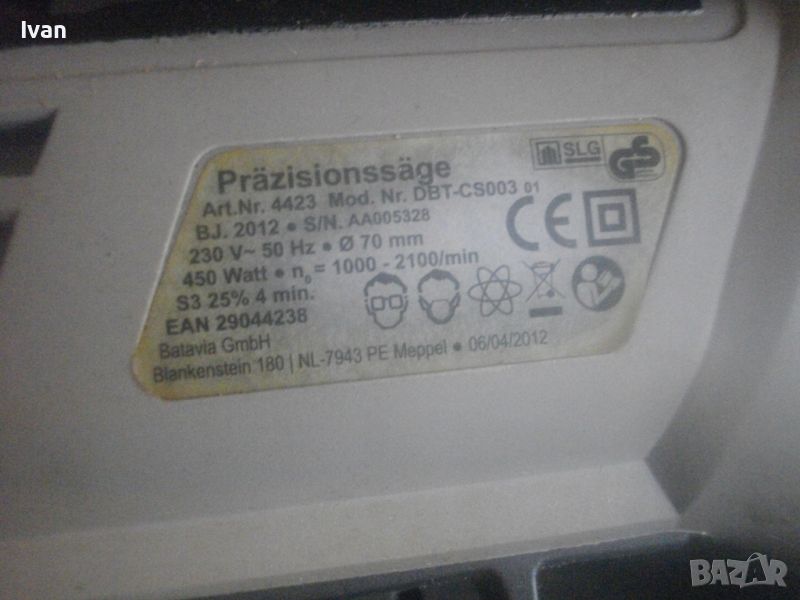 Ivan
Präzisionssäge
Art.Nr. 4423 Mod. Nr. DBT-CS003 01
BJ. 2012 • S/N. AA005328
230 V~ 50 Hz • Ø 70 mm
450 Watt • n₀ = 1000 - 2100/min
S3 25% 4 min.
EAN 29044238
Batavia GmbH
Blankenstein 180 | NL-7943 PE Meppel • 06/04/2012
SLG
GS
CE
BAZAR